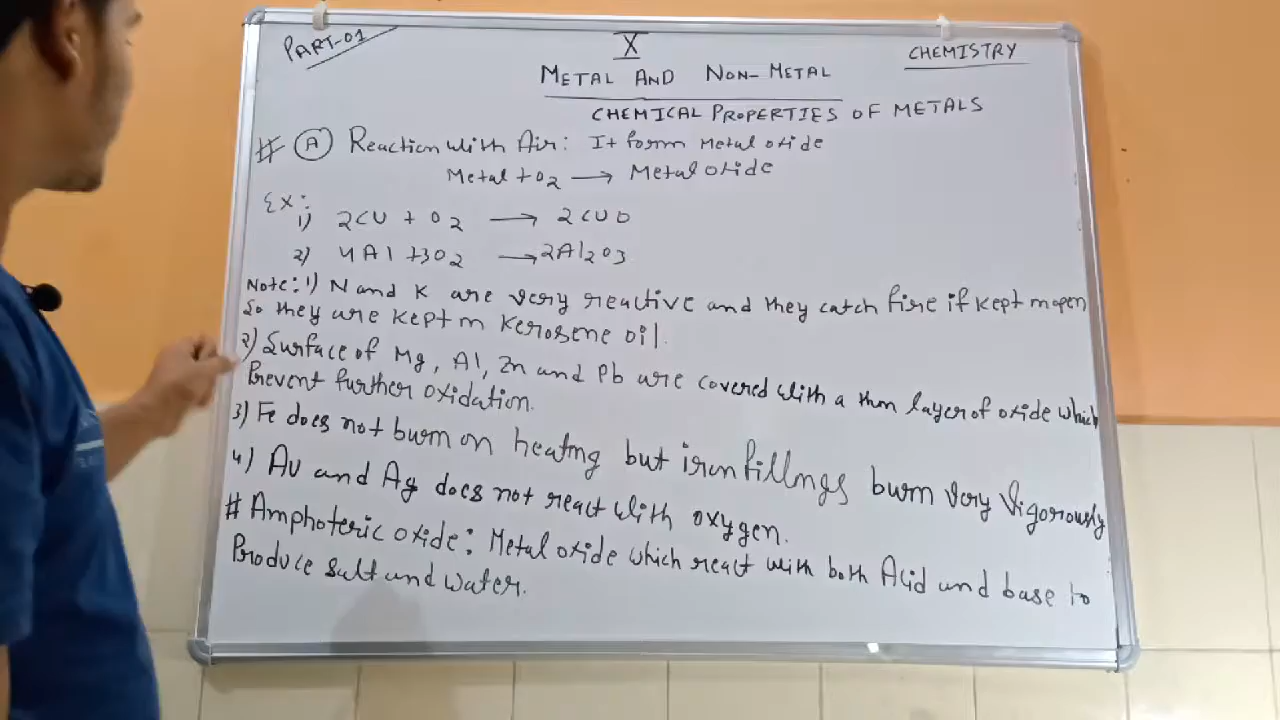 PART-01
X
CHEMISTRY
METAL AND NON-METAL
CHEMICAL PROPERTIES OF METALS
# (A) Reaction with Air: It form Metal oxide
Metal + O2 → Metal oxide
Ex:
1) 2Cu + O2 → 2CuO
2) 4Al + 3O2 → 2Al2O3
Note: 1) N and K are very reactive and they catch fire if kept in open
So they are kept in kerosene oil.
2) Surface of Mg, Al, Zn and Pb are covered with a thin layer of oxide which
Prevent further oxidation.
3) Fe does not burn on heating but iron fillings burn very vigorously
4) Au and Ag does not react with oxygen.
# Amphoteric oxide: Metal oxide which react with both Acid and base to
Produce salt and water.